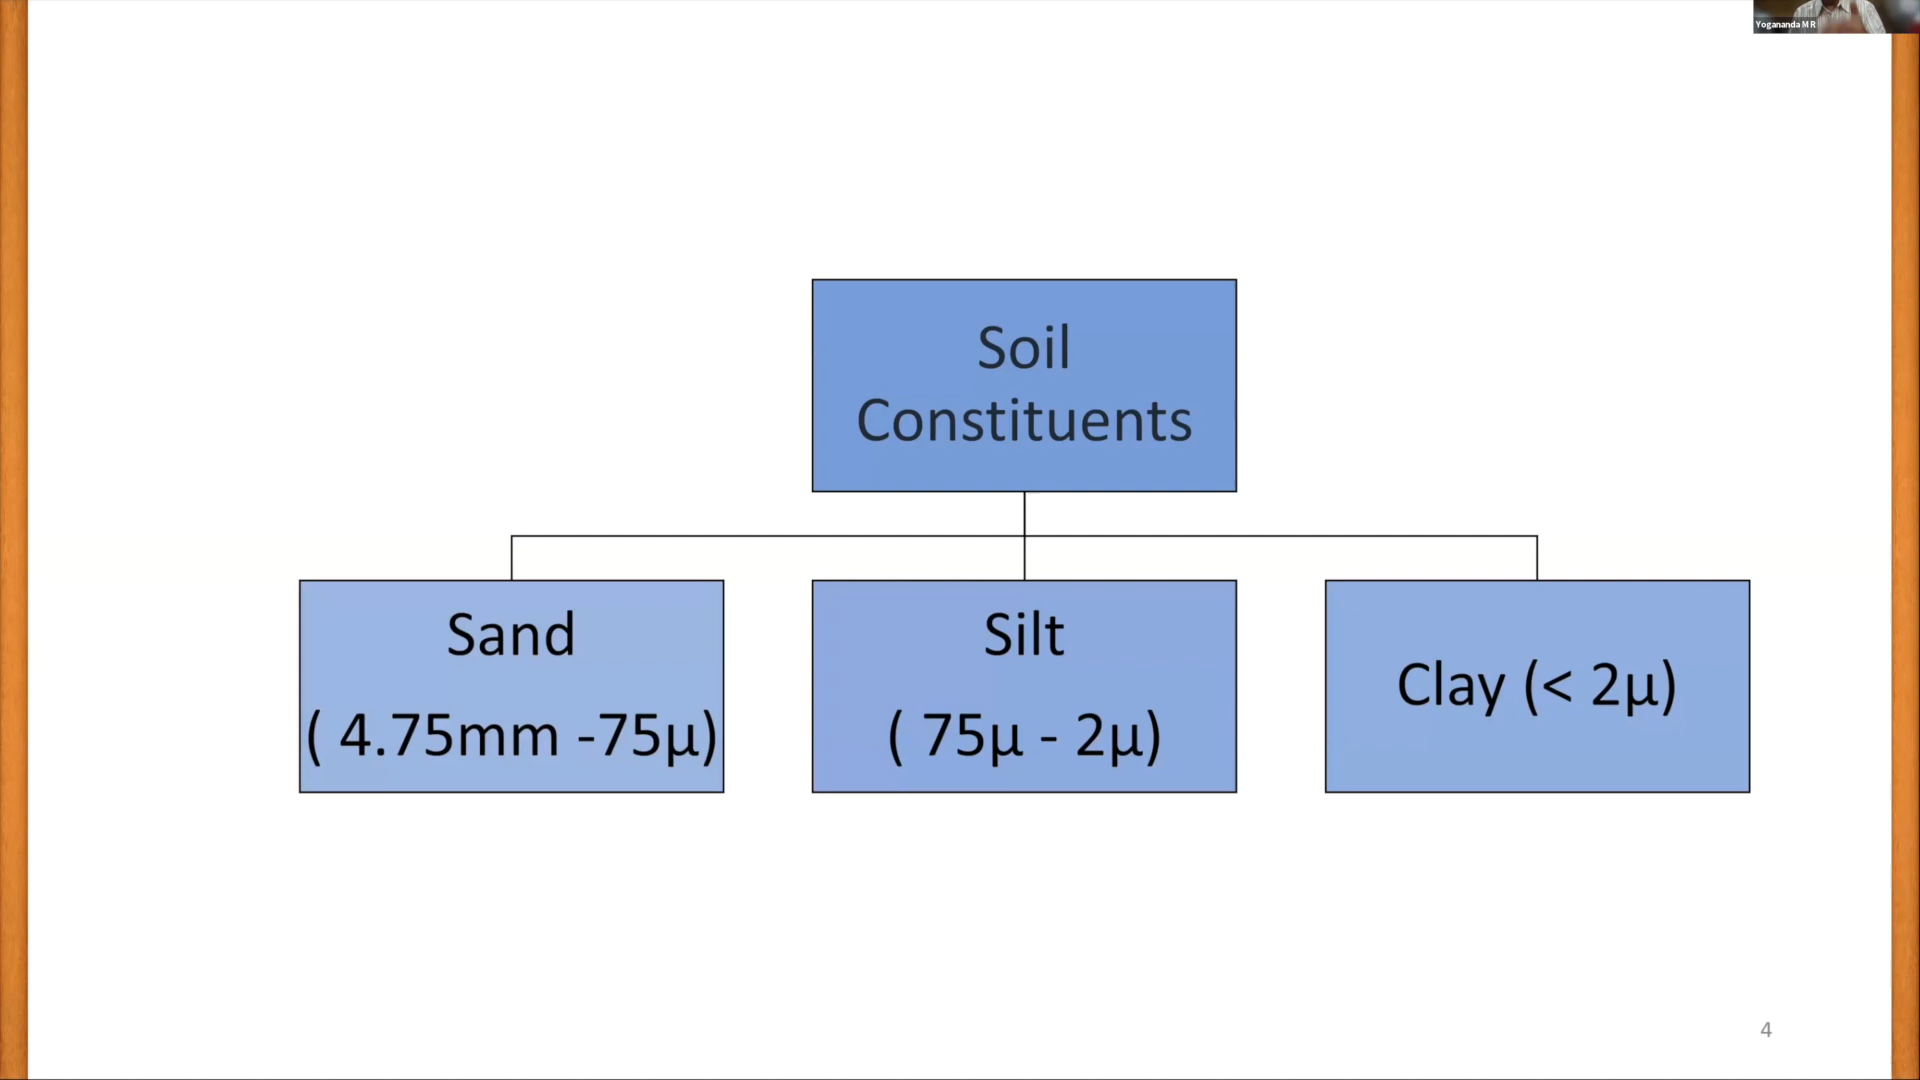 Yogananda M R
Soil
Constituents
Sand
( 4.75mm -75μ)
Silt
( 75μ - 2μ)
Clay (< 2μ)
4